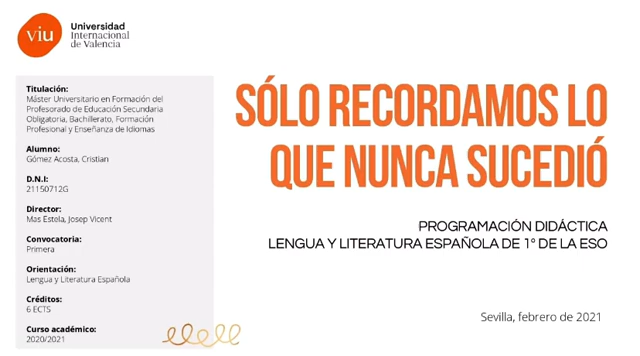 viu
Universidad
Internacional
de Valencia
Titulación:
Máster Universitario en Formación del
Profesorado de Educación Secundaria
Obligatoria, Bachillerato, Formación
Profesional y Enseñanza de Idiomas
Alumno:
Gómez Acosta, Cristian
D.N.I:
21150712G
Director:
Mas Estela, Josep Vicent
Convocatoria:
Primera
Orientación:
Lengua y Literatura Española
Créditos:
6 ECTS
Curso académico:
2020/2021
SÓLO RECORDAMOS LO
QUE NUNCA SUCEDIÓ
PROGRAMACIÓN DIDÁCTICA
LENGUA Y LITERATURA ESPAÑOLA DE 1º DE LA ESO
Sevilla, febrero de 2021